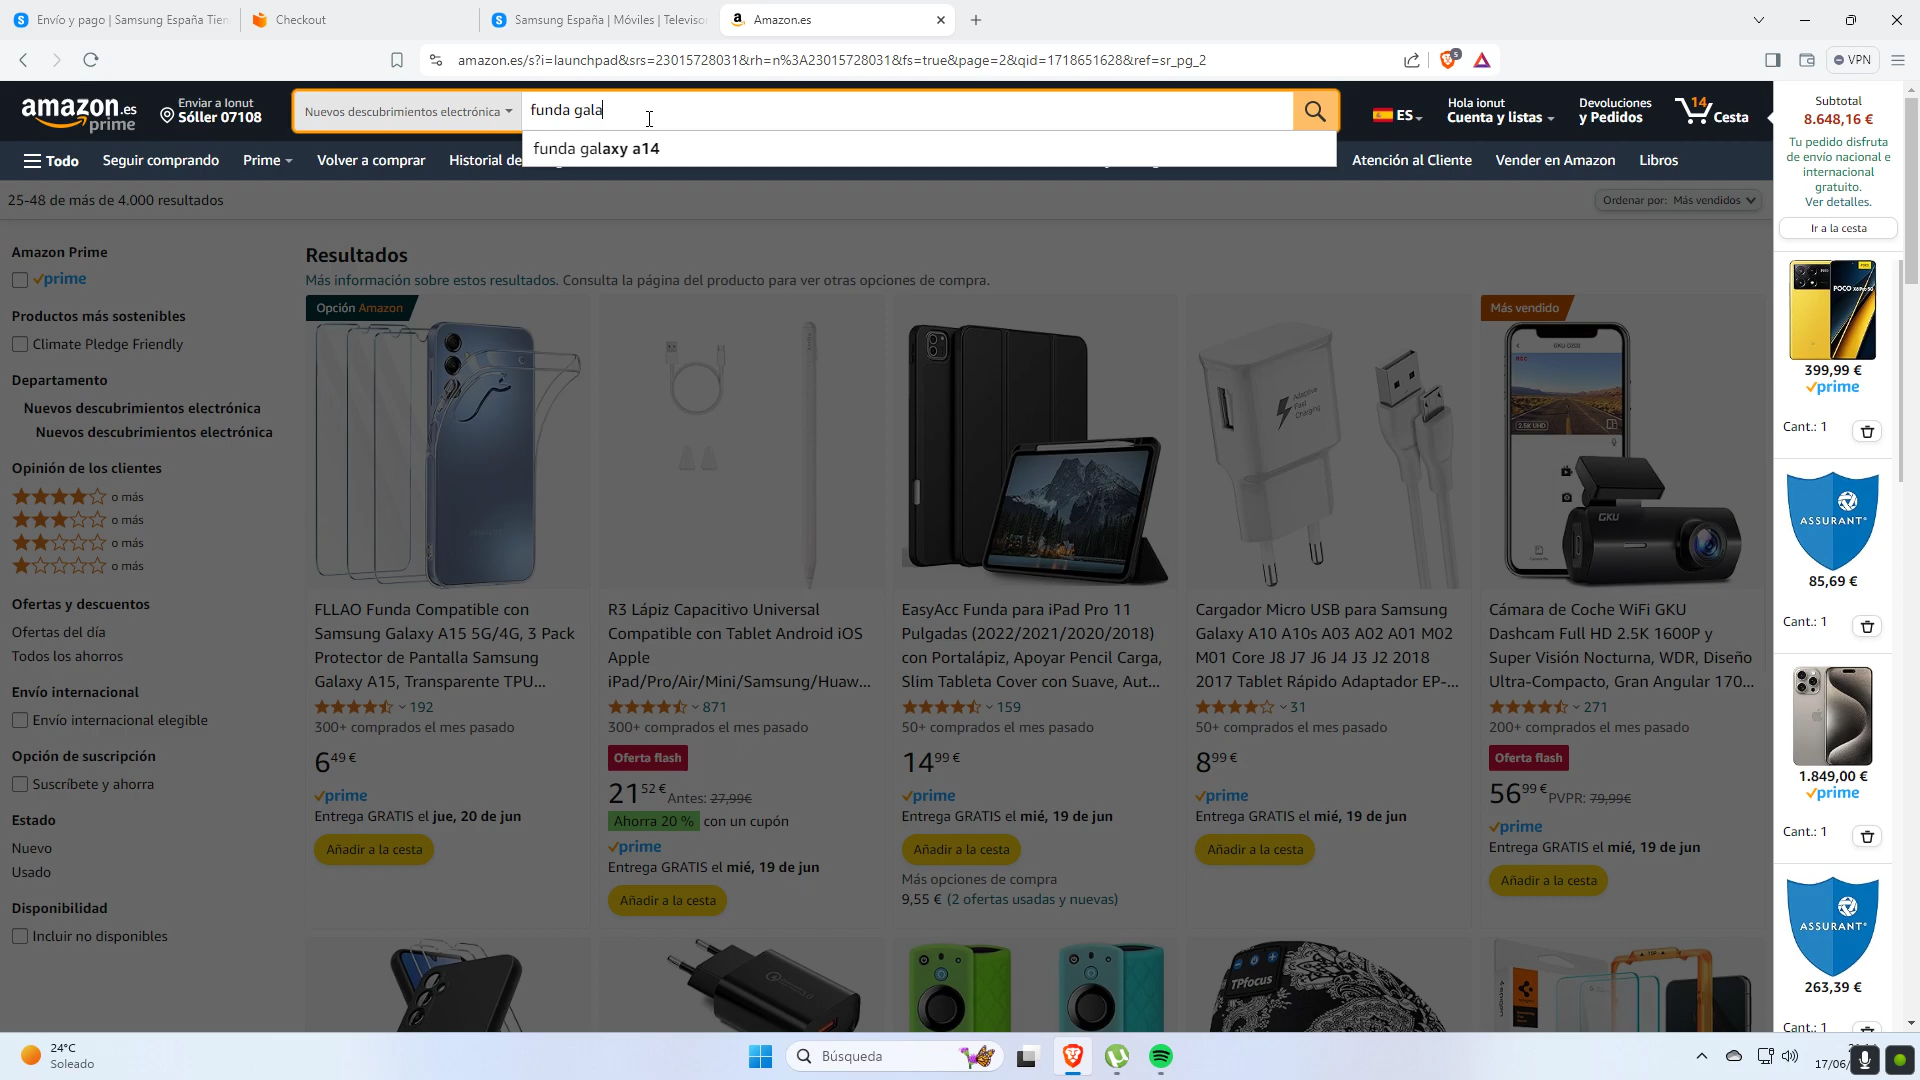 Envío y pago | Samsung España Tien
Checkout
Samsung España | Móviles | Televiso
Amazon.es
amazon.es/s?i=launchpad&srs=23015728031&rh=n%3A23015728031&fs=true&page=2&qid=1718651628&ref=sr_pg_2
5
VPN
amazon.es
prime
Enviar a Ionut
Sóller 07108
Nuevos descubrimientos electrónica
funda gala
funda galaxy a14
ES
Hola ionut
Cuenta y listas
Devoluciones
y Pedidos
14
Cesta
Todo
Seguir comprando
Prime
Volver a comprar
Historial de
Atención al Cliente
Vender en Amazon
Libros
25-48 de más de 4.000 resultados
Ordenar por: Más vendidos
Amazon Prime
prime
Productos más sostenibles
Climate Pledge Friendly
Departamento
Nuevos descubrimientos electrónica
Nuevos descubrimientos electrónica
Opinión de los clientes
o más
o más
o más
o más
Ofertas y descuentos
Ofertas del día
Todos los ahorros
Envío internacional
Envío internacional elegible
Opción de suscripción
Suscríbete y ahorra
Estado
Nuevo
Usado
Disponibilidad
Incluir no disponibles
Resultados
Más información sobre estos resultados. Consulta la página del producto para ver otras opciones de compra.
Opción Amazon
FLLAO Funda Compatible con
Samsung Galaxy A15 5G/4G, 3 Pack
Protector de Pantalla Samsung
Galaxy A15, Transparente TPU...
192
300+ comprados el mes pasado
6,49 €
prime
Entrega GRATIS el jue, 20 de jun
Añadir a la cesta
R3 Lápiz Capacitivo Universal
Compatible con Tablet Android iOS
Apple
iPad/Pro/Air/Mini/Samsung/Huaw...
871
300+ comprados el mes pasado
Oferta flash
21,52 € Antes: 27,99€
Ahorra 20 % con un cupón
prime
Entrega GRATIS el mié, 19 de jun
Añadir a la cesta
EasyAcc Funda para iPad Pro 11
Pulgadas (2022/2021/2020/2018)
con Portalápiz, Apoyar Pencil Carga,
Slim Tableta Cover con Suave, Aut...
159
50+ comprados el mes pasado
14,99 €
prime
Entrega GRATIS el mié, 19 de jun
Añadir a la cesta
Más opciones de compra
9,55 € (2 ofertas usadas y nuevas)
Adaptive
Fast
Charging
Cargador Micro USB para Samsung
Galaxy A10 A10s A03 A02 A01 M02
M01 Core J8 J7 J6 J4 J3 J2 2018
2017 Tablet Rápido Adaptador EP-...
31
50+ comprados el mes pasado
8,99 €
prime
Entrega GRATIS el mié, 19 de jun
Añadir a la cesta
Más vendido
REC
2.5K UHD
GKU
Cámara de Coche WiFi GKU
Dashcam Full HD 2.5K 1600P y
Super Visión Nocturna, WDR, Diseño
Ultra-Compacto, Gran Angular 170...
271
200+ comprados el mes pasado
Oferta flash
56,99 € PVPR: 79,99€
prime
Entrega GRATIS el mié, 19 de jun
Añadir a la cesta
TPfocus
Subtotal
8.648,16 €
Tu pedido disfruta
de envío nacional e
internacional
gratuito.
Ver detalles.
Ir a la cesta
399,99 €
prime
Cant.: 1
ASSURANT
85,69 €
Cant.: 1
1.849,00 €
prime
Cant.: 1
ASSURANT
263,39 €
Cant.: 1
24°C
Soleado
Búsqueda
17/06/